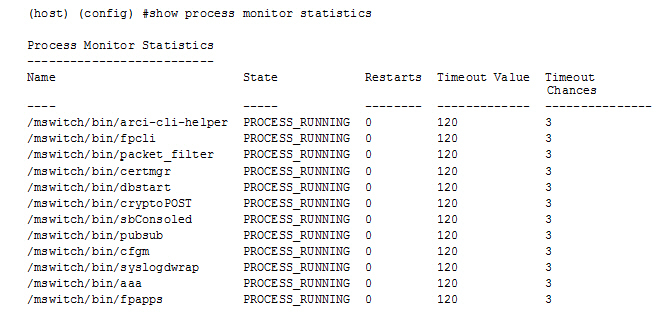 (host) (config) #show process monitor statistics
Process Monitor Statistics
--------------------------
Name State Restarts Timeout Value Timeout
Chances
---- ----- -------- ------------- ---------------
/mswitch/bin/arci-cli-helper PROCESS_RUNNING 0 120 3
/mswitch/bin/fpcli PROCESS_RUNNING 0 120 3
/mswitch/bin/packet_filter PROCESS_RUNNING 0 120 3
/mswitch/bin/certmgr PROCESS_RUNNING 0 120 3
/mswitch/bin/dbstart PROCESS_RUNNING 0 120 3
/mswitch/bin/cryptoPOST PROCESS_RUNNING 0 120 3
/mswitch/bin/sbConsoled PROCESS_RUNNING 0 120 3
/mswitch/bin/pubsub PROCESS_RUNNING 0 120 3
/mswitch/bin/cfgm PROCESS_RUNNING 0 120 3
/mswitch/bin/syslogdwrap PROCESS_RUNNING 0 120 3
/mswitch/bin/aaa PROCESS_RUNNING 0 120 3
/mswitch/bin/fpapps PROCESS_RUNNING 0 120 3